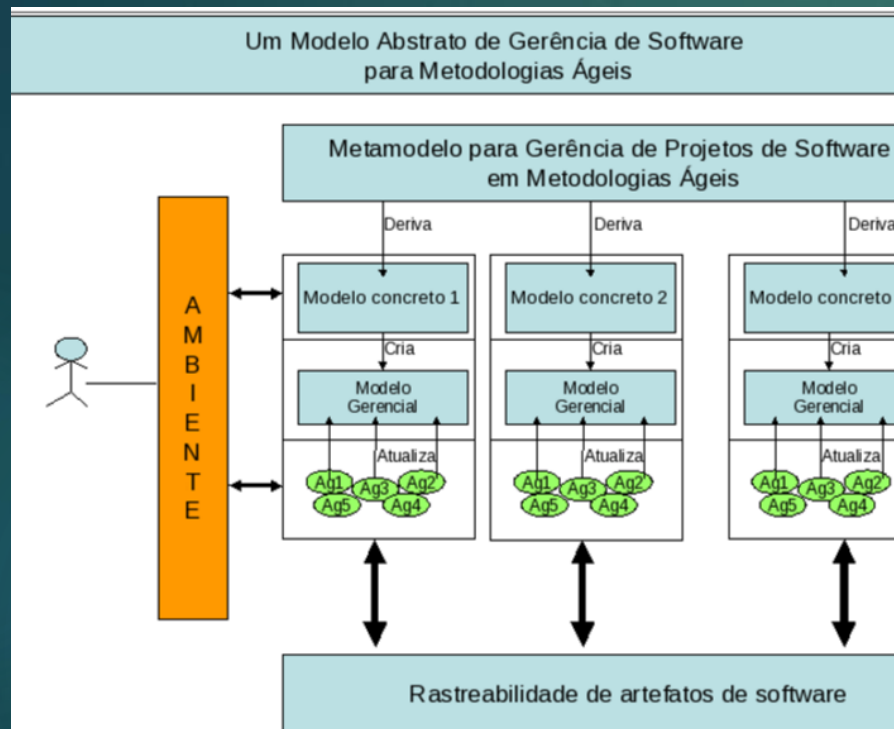 Um Modelo Abstrato de Gerência de Software
para Metodologias Ágeis
Metamodelo para Gerência de Projetos de Software
em Metodologias Ágeis
Deriva
Deriva
Deriva
AMBIENTE
Modelo concreto 1
Modelo concreto 2
Modelo concreto
Cria
Cria
Cria
Modelo
Gerencial
Modelo
Gerencial
Modelo
Gerencial
Atualiza
Atualiza
Atualiza
Ag1 Ag3 Ag2
Ag5 Ag4
Ag1 Ag3 Ag2
Ag5 Ag4
Ag1 Ag3 Ag2
Ag5 Ag4
Rastreabilidade de artefatos de software